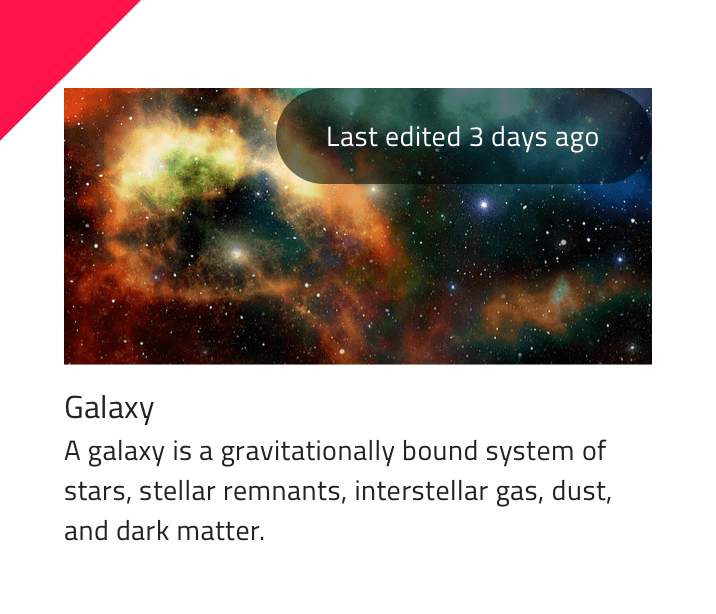 Last edited 3 days ago
Galaxy
A galaxy is a gravitationally bound system of
stars, stellar remnants, interstellar gas, dust,
and dark matter.